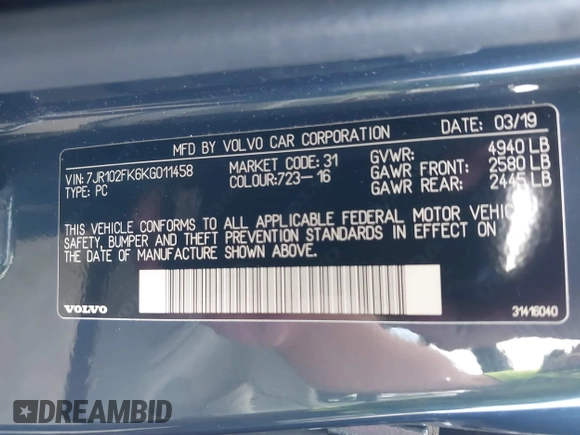 MFD BY VOLVO CAR CORPORATION DATE: 03/19
VIN: 7JR102FK6KG011458 MARKET CODE: 31 GVWR: 4940 LB
TYPE: PC COLOUR:723-16 GAWR FRONT: 2580 LB
GAWR REAR: 2445 LB
THIS VEHICLE CONFORMS TO ALL APPLICABLE FEDERAL MOTOR VEHICLE
SAFETY, BUMPER AND THEFT PREVENTION STANDARDS IN EFFECT ON
THE DATE OF MANUFACTURE SHOWN ABOVE.
VOLVO 31416040
DREAMBID